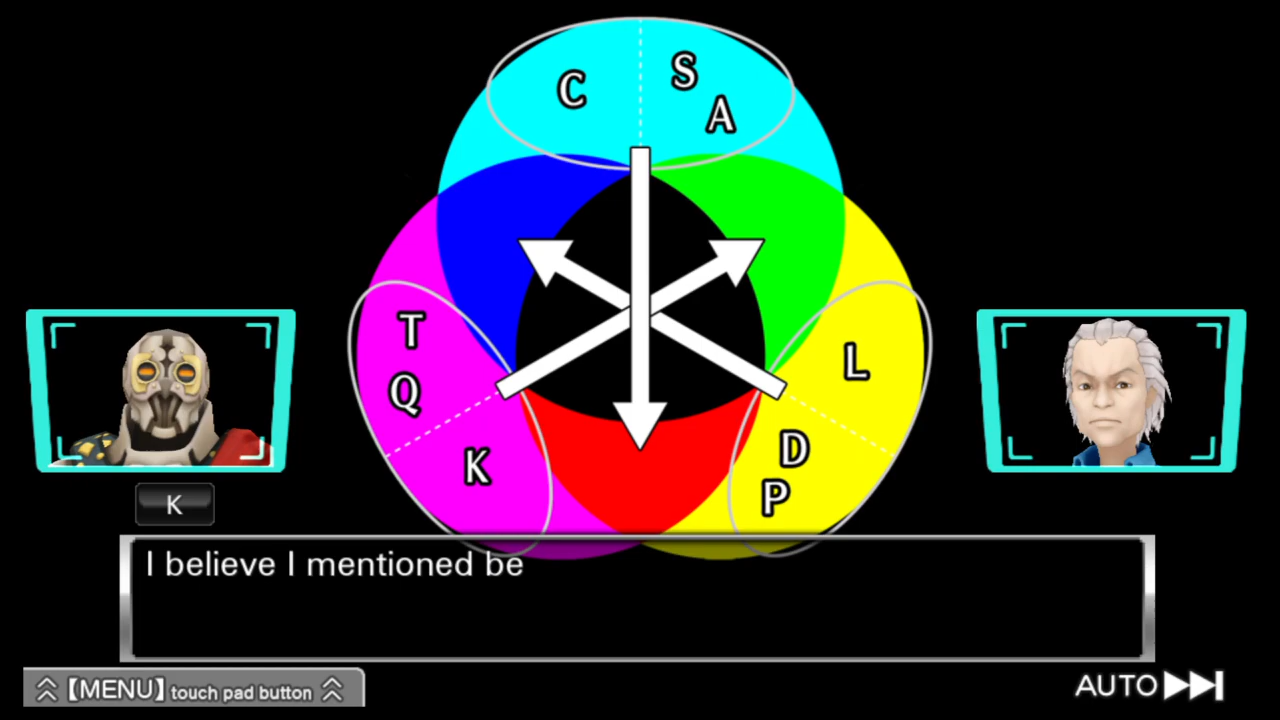 C
S
A
T
Q
K
L
D
P
K
I believe I mentioned be
【MENU】touch pad button
AUTO